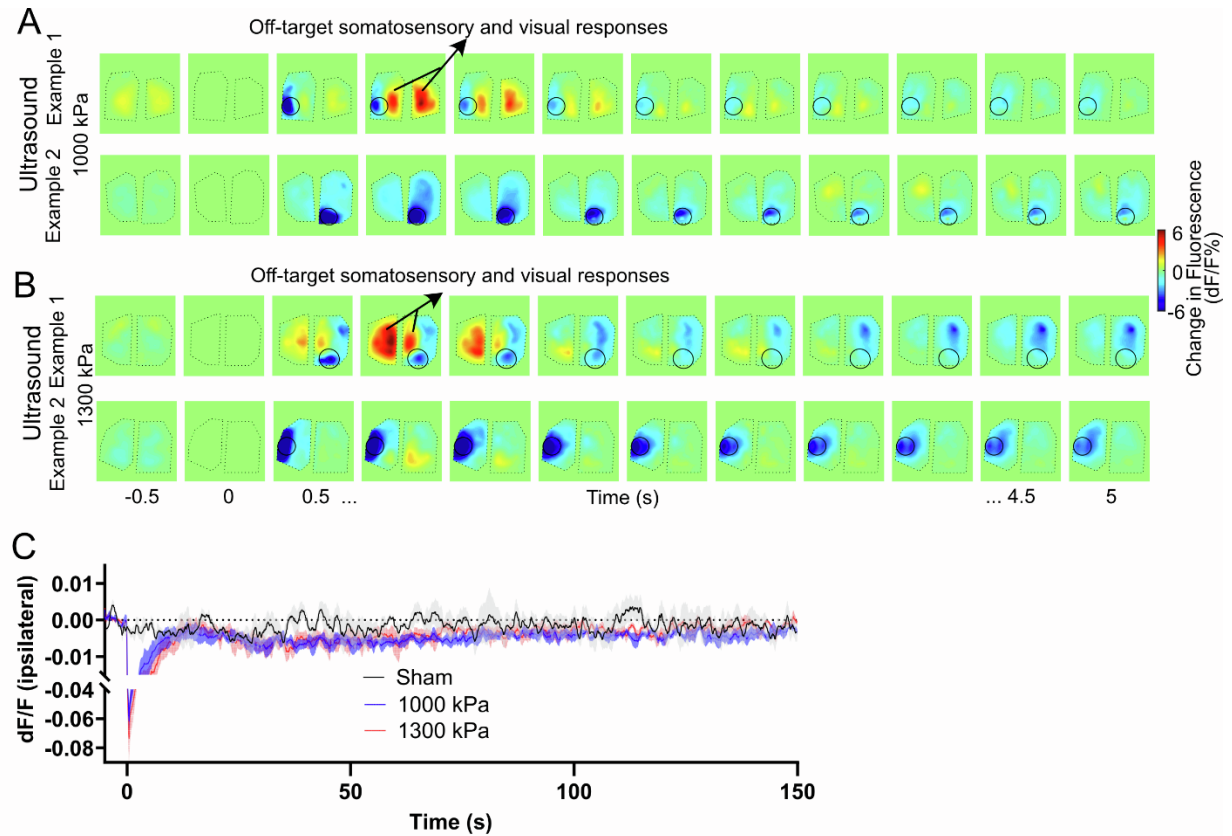 A
Off-target somatosensory and visual responses
Ultrasound
1000 kPa
Example 1
Example 2
B
Off-target somatosensory and visual responses
Ultrasound
1300 kPa
Example 1
Example 2
-0.5
0
0.5 ...
Time (s)
... 4.5
5
6
0
-6
Change in Fluorescence
(dF/F%)
C
dF/F (ipsilateral)
0.01
0.00
-0.01
-0.04
-0.06
-0.08
Sham
1000 kPa
1300 kPa
0
50
100
150
Time (s)